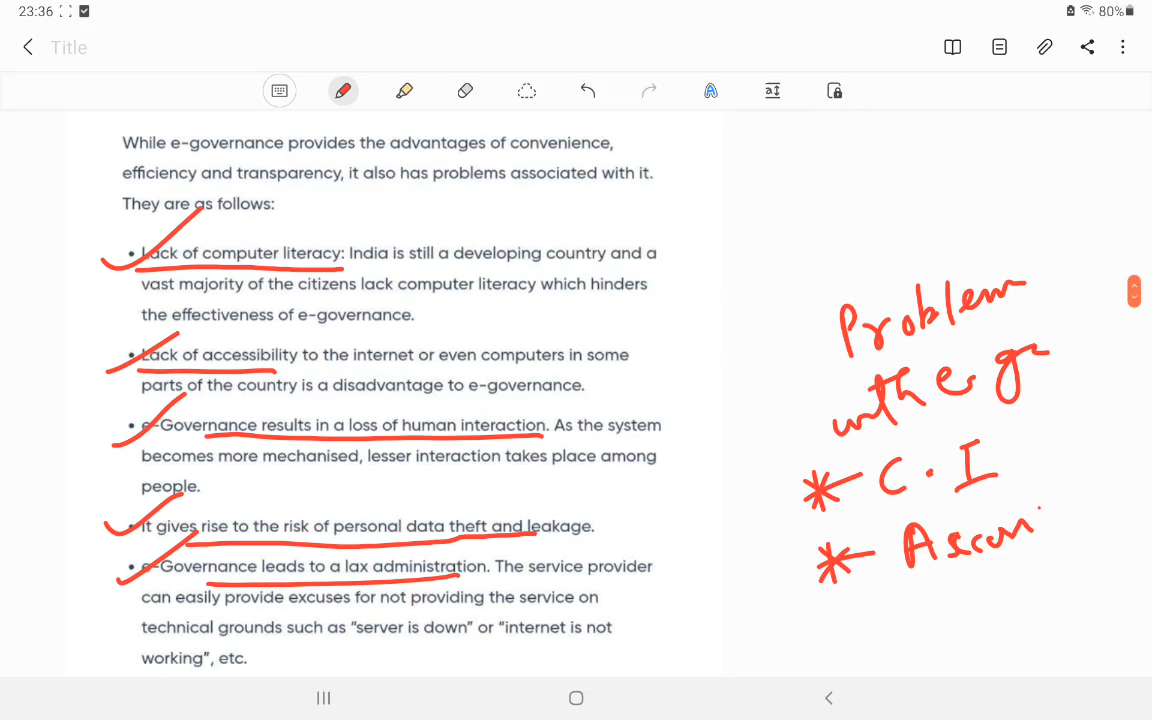 23:36
80%
Title
While e-governance provides the advantages of convenience,
efficiency and transparency, it also has problems associated with it.
They are as follows:
• Lack of computer literacy: India is still a developing country and a
vast majority of the citizens lack computer literacy which hinders
the effectiveness of e-governance.
• Lack of accessibility to the internet or even computers in some
parts of the country is a disadvantage to e-governance.
• e-Governance results in a loss of human interaction. As the system
becomes more mechanised, lesser interaction takes place among
people.
• It gives rise to the risk of personal data theft and leakage.
• e-Governance leads to a lax administration. The service provider
can easily provide excuses for not providing the service on
technical grounds such as “server is down” or “internet is not
working”, etc.
Problem
with e g
* C . I
*